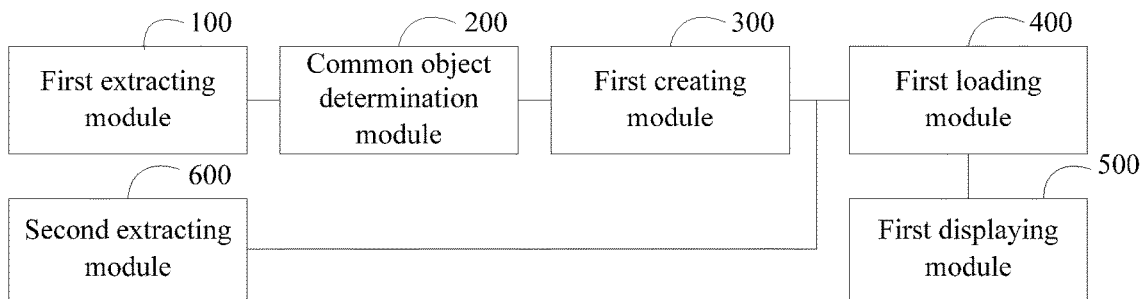 100
200
300
400
First extracting
module
Common object
determination
module
First creating
module
First loading
module
600
500
Second extracting
module
First displaying
module